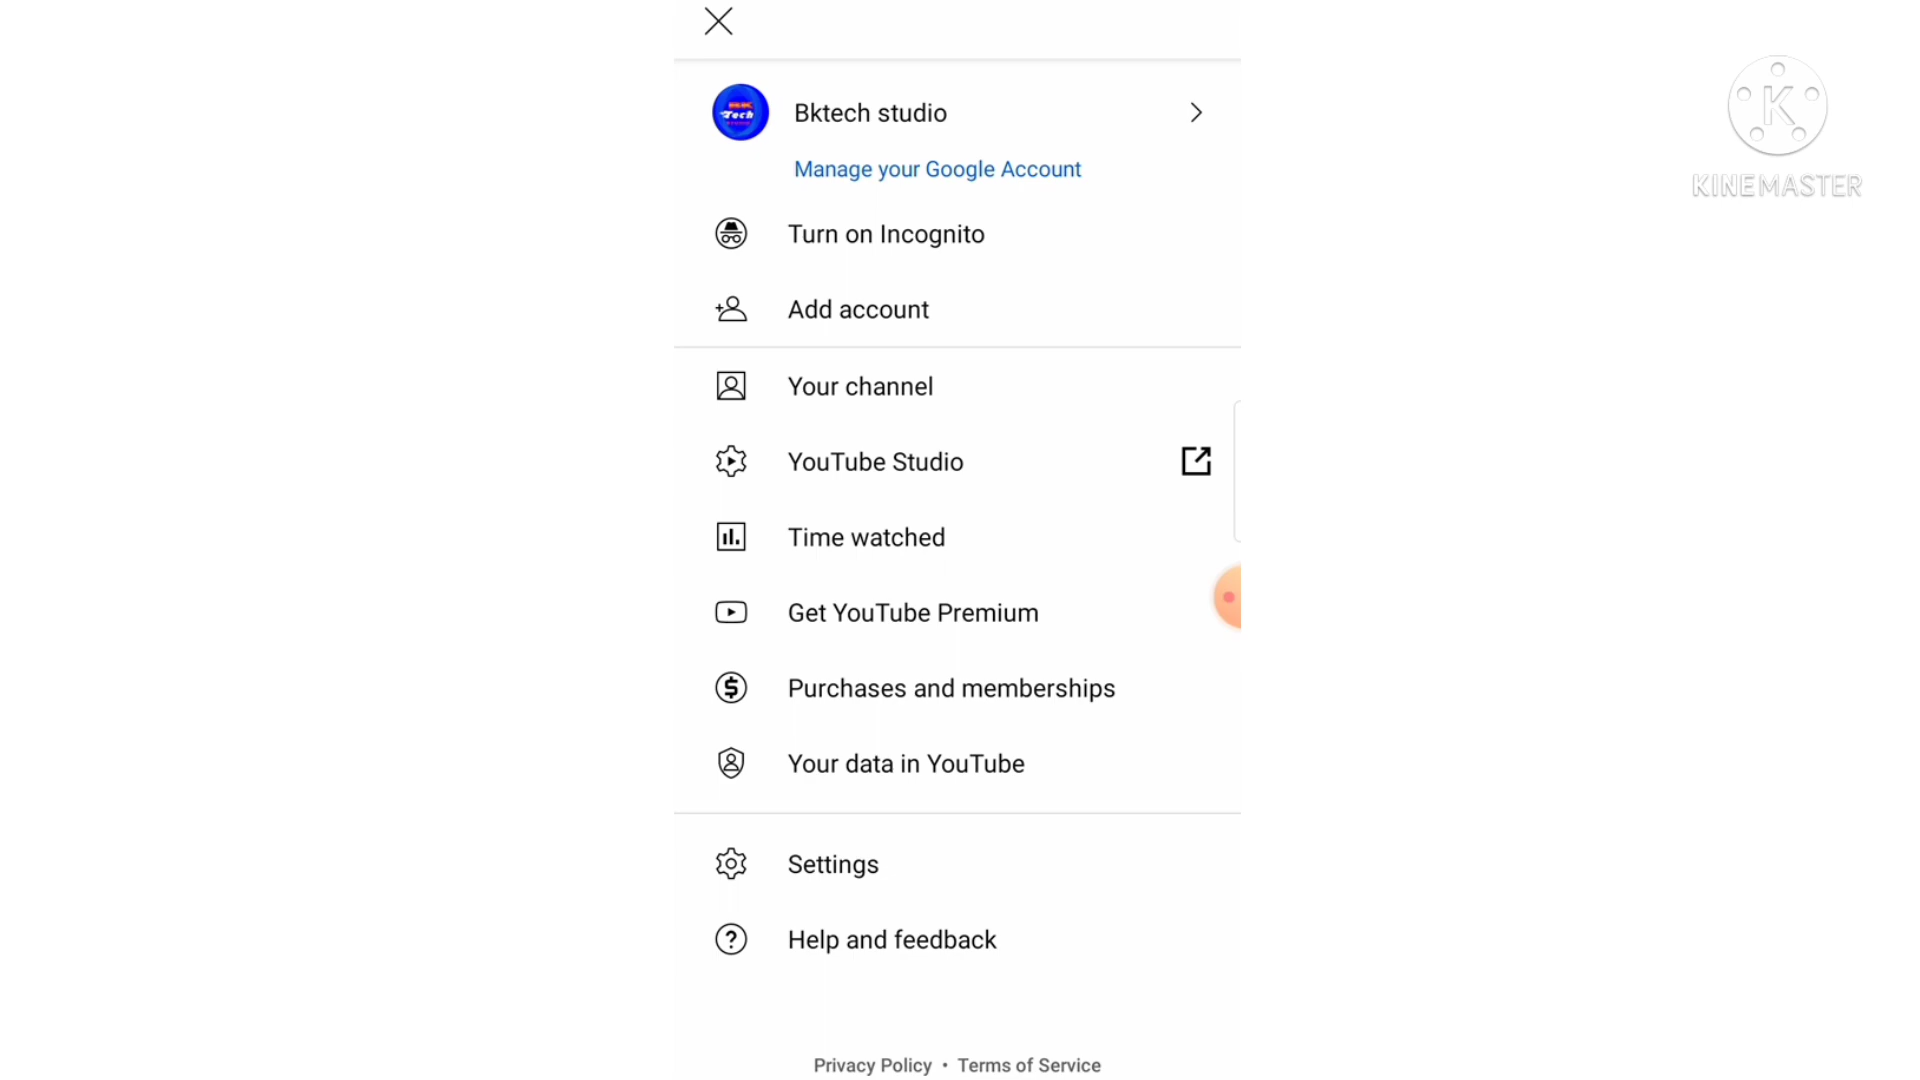 Bktech studio
Tech
Manage your Google Account
Turn on Incognito
Add account
Your channel
YouTube Studio
Time watched
Get YouTube Premium
Purchases and memberships
Your data in YouTube
Settings
Help and feedback
Privacy Policy • Terms of Service
K
KINEMASTER